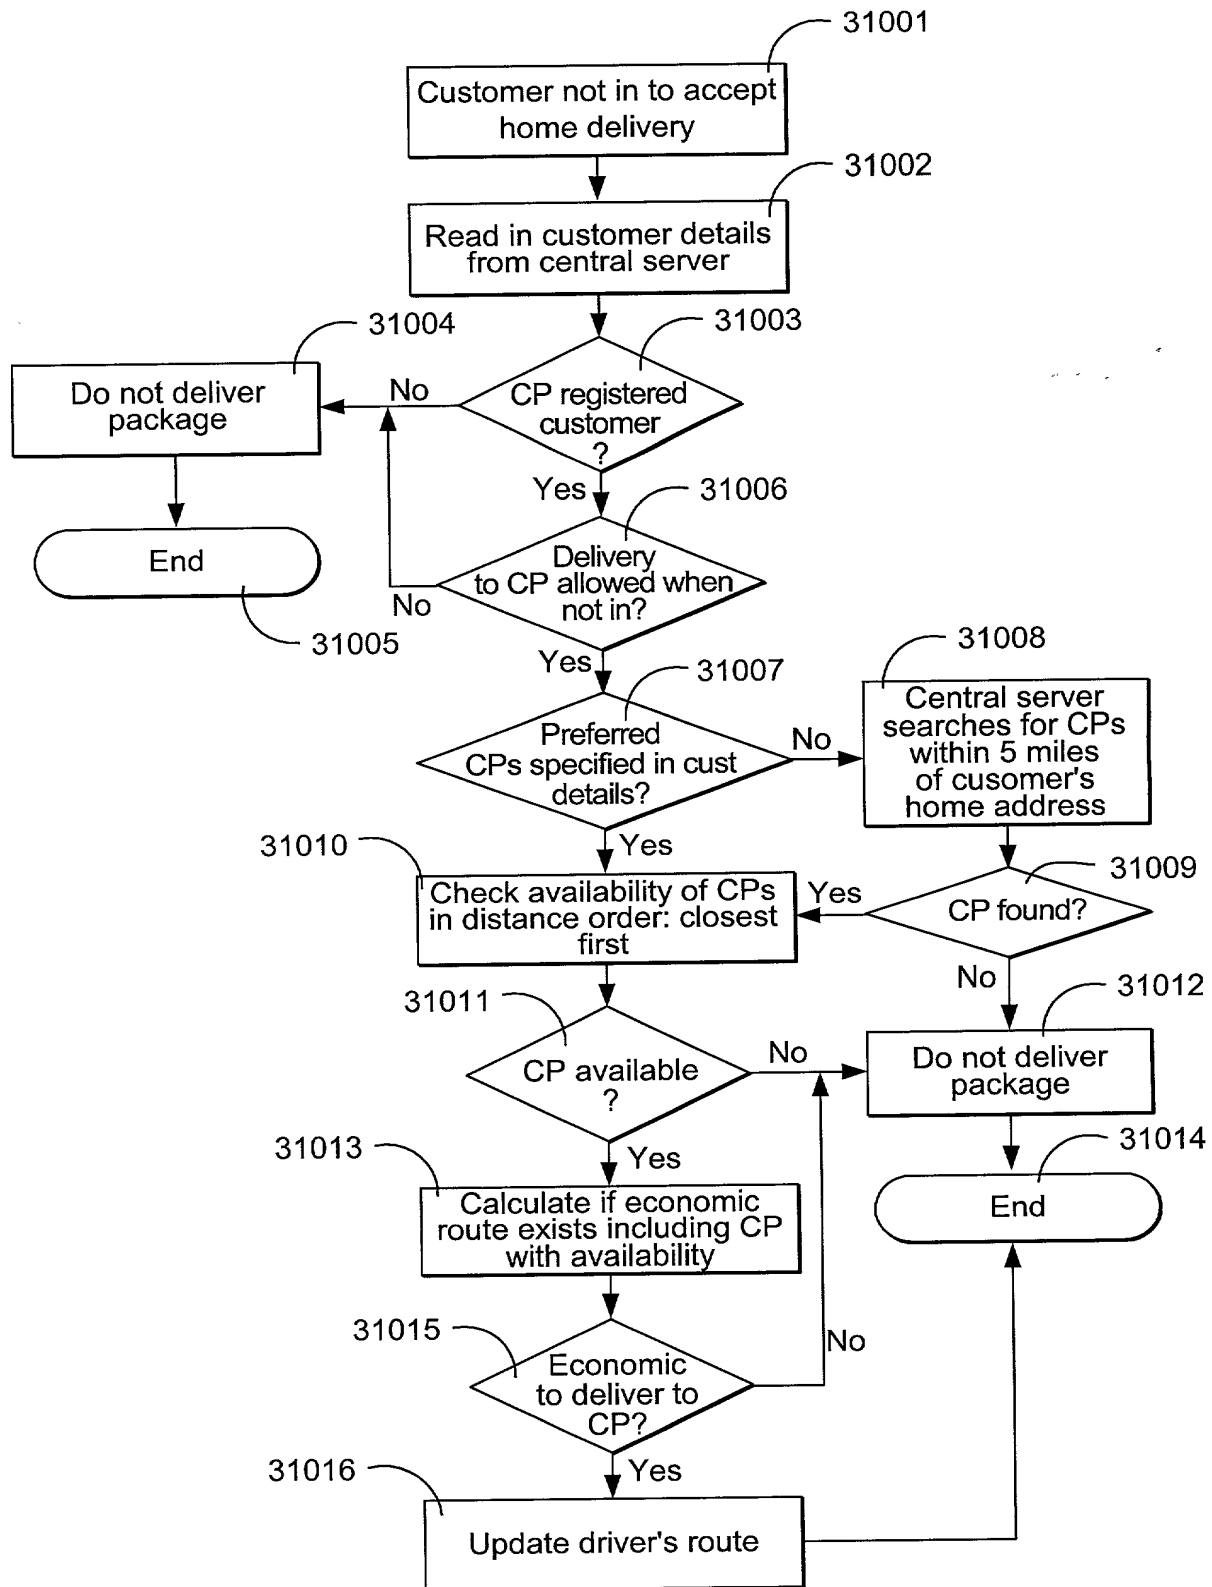 31001
Customer not in to accept
home delivery
31002
Read in customer details
from central server
31003
CP registered
customer
?
No
31004
Do not deliver
package
End
31005
Yes
31006
Delivery
to CP allowed when
not in?
No
Yes
31007
Preferred
CPs specified in cust
details?
No
31008
Central server
searches for CPs
within 5 miles
of cusomer's
home address
Yes
31009
CP found?
Yes
No
31010
Check availability of CPs
in distance order: closest
first
31011
CP available
?
No
31012
Do not deliver
package
Yes
31013
Calculate if economic
route exists including CP
with availability
31014
End
31015
Economic
to deliver to
CP?
No
Yes
31016
Update driver's route